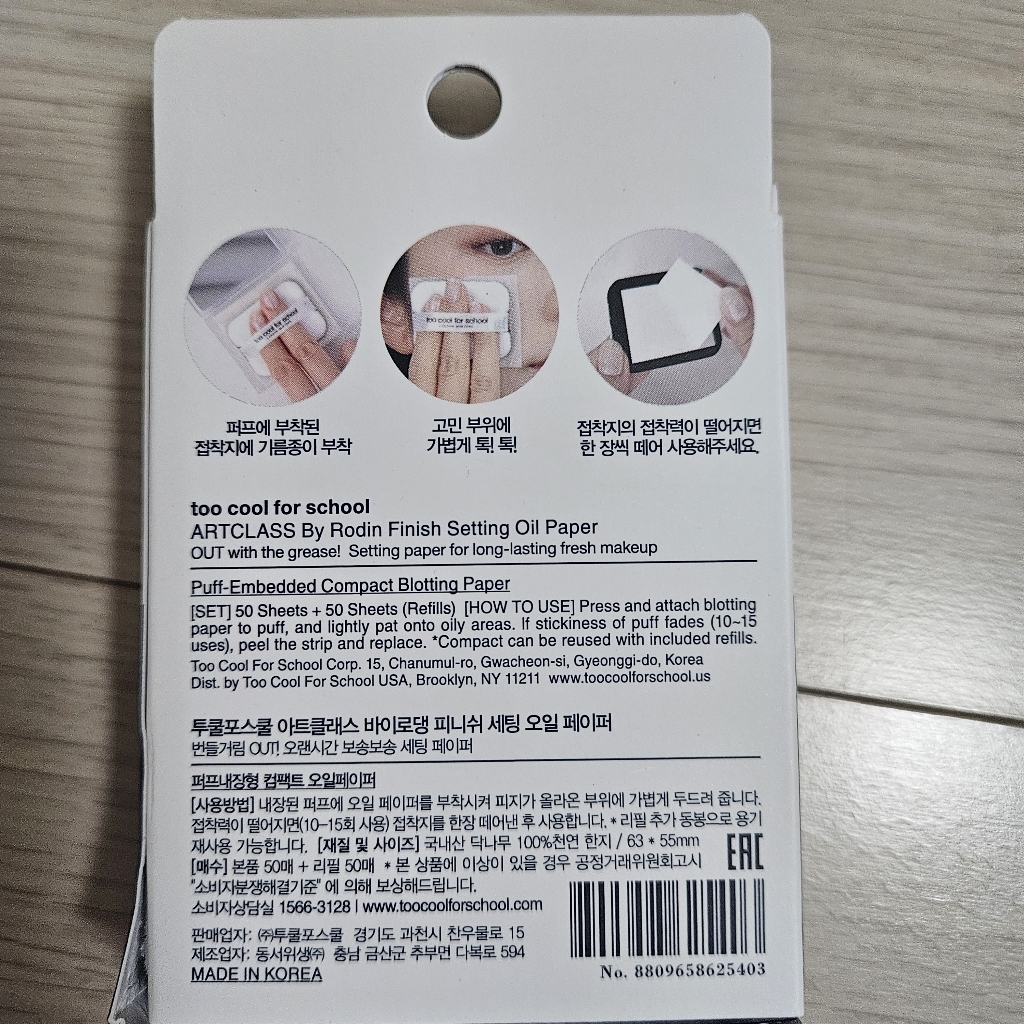 too cool for school
too cool for school
퍼프에 부착된
접착지에 기름종이 부착
고민 부위에
가볍게 톡! 톡!
접착지의 접착력이 떨어지면
한 장씩 떼어 사용해주세요.
too cool for school
ARTCLASS By Rodin Finish Setting Oil Paper
OUT with the grease! Setting paper for long-lasting fresh makeup
Puff-Embedded Compact Blotting Paper
[SET] 50 Sheets + 50 Sheets (Refills) [HOW TO USE] Press and attach blotting
paper to puff, and lightly pat onto oily areas. If stickiness of puff fades (10~15
uses), peel the strip and replace. *Compact can be reused with included refills.
Too Cool For School Corp. 15, Chanumul-ro, Gwacheon-si, Gyeonggi-do, Korea
Dist. by Too Cool For School USA, Brooklyn, NY 11211 www.toocoolforschool.us
투쿨포스쿨 아트클래스 바이로댕 피니쉬 세팅 오일 페이퍼
번들거림 OUT! 오랜시간 보송보송 세팅 페이퍼
퍼프내장형 컴팩트 오일페이퍼
[사용방법] 내장된 퍼프에 오일 페이퍼를 부착시켜 피지가 올라온 부위에 가볍게 두드려 줍니다.
접착력이 떨어지면(10–15회 사용) 접착지를 한장 떼어낸 후 사용합니다. * 리필 추가 동봉으로 용기
재사용 가능합니다. [재질 및 사이즈] 국내산 닥나무 100%천연 한지 / 63 * 55mm
[매수] 본품 50매 + 리필 50매 * 본 상품에 이상이 있을 경우 공정거래위원회고시
"소비자분쟁해결기준" 에 의해 보상해드립니다.
소비자상담실 1566-3128 | www.toocoolforschool.com
EAC
판매업자: ㈜투쿨포스쿨 경기도 과천시 찬우물로 15
제조업자: 동서위생㈜ 충남 금산군 추부면 다복로 594
MADE IN KOREA
No. 8809658625403